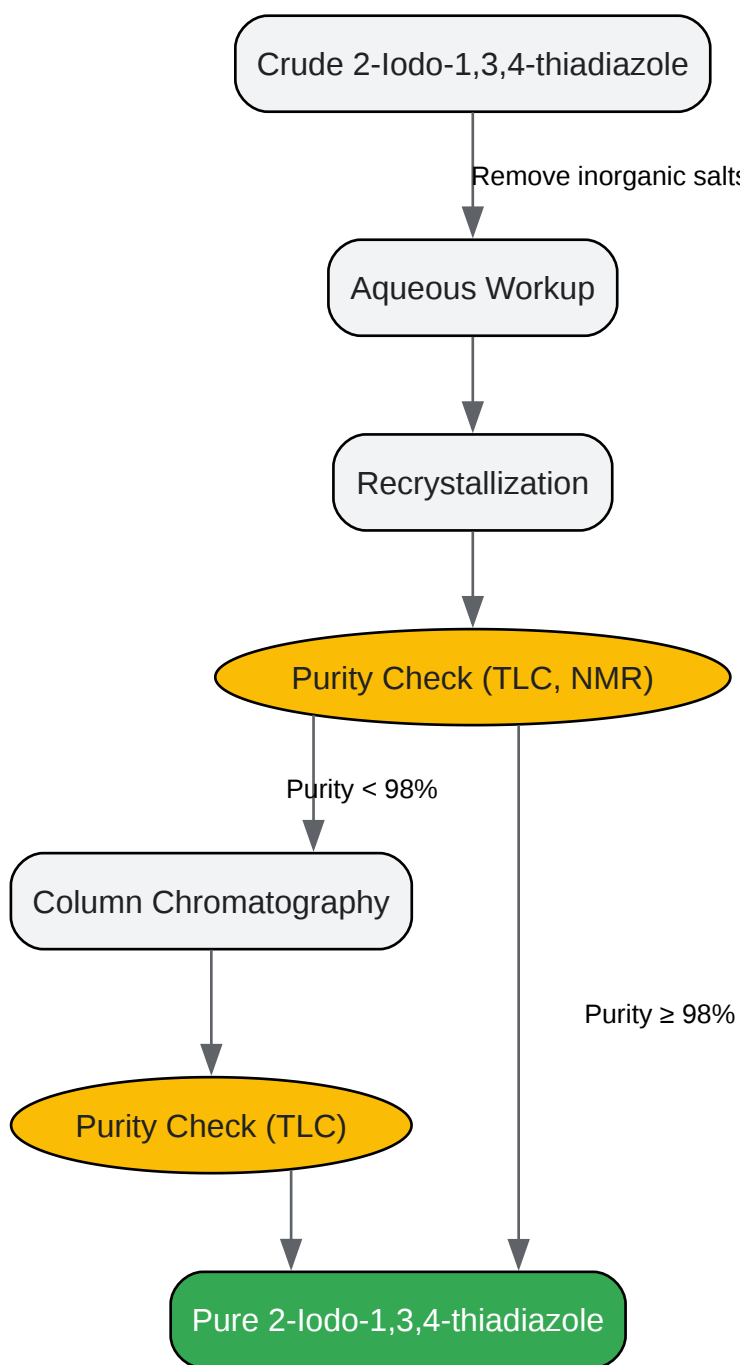 Crude 2-Iodo-1,3,4-thiadiazole
Remove inorganic salts
Aqueous Workup
Recrystallization
Purity Check (TLC, NMR)
Purity < 98%
Column Chromatography
Purity ≥ 98%
Purity Check (TLC)
Pure 2-Iodo-1,3,4-thiadiazole